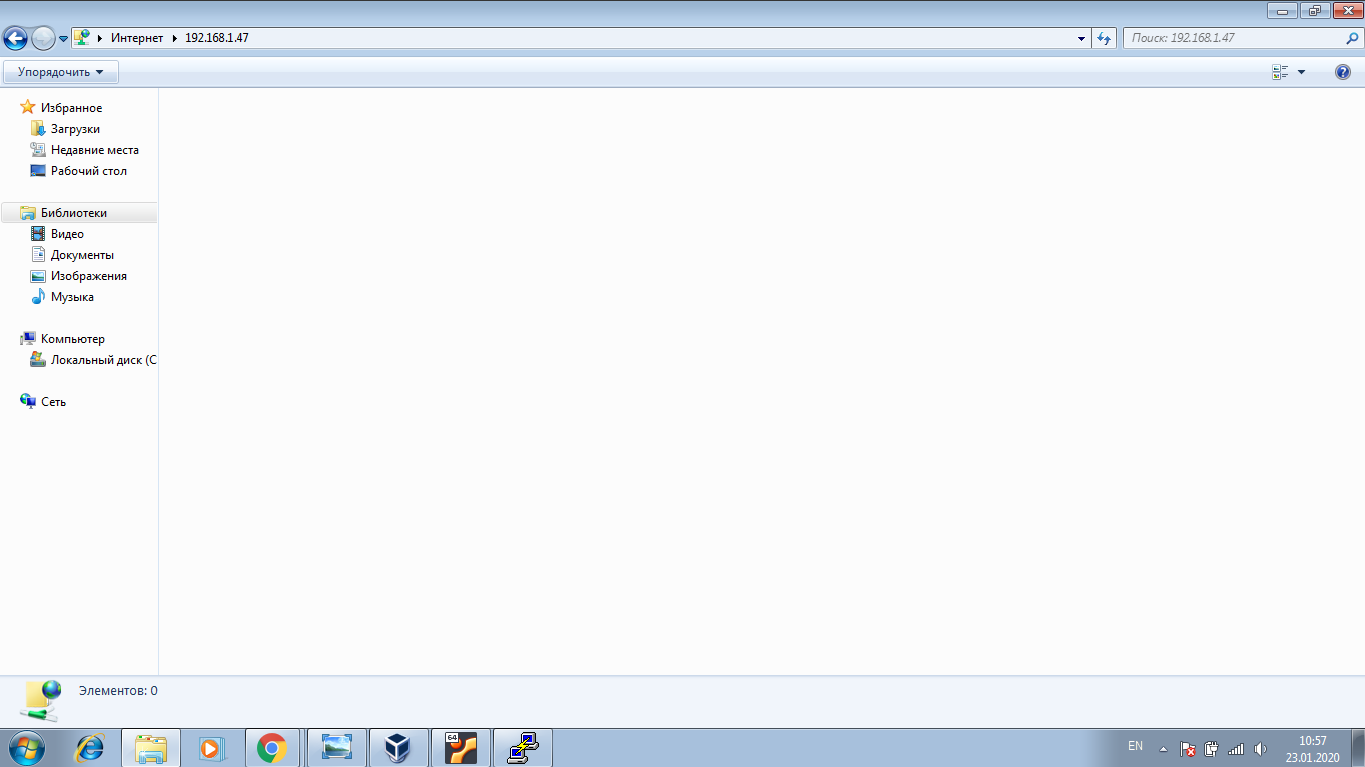 Интернет
192.168.1.47
Поиск: 192.168.1.47
Упорядочить
Избранное
Загрузки
Недавние места
Рабочий стол
Библиотеки
Видео
Документы
Изображения
Музыка
Компьютер
Локальный диск (C
Сеть
Элементов: 0
64
EN
10:57
23.01.2020